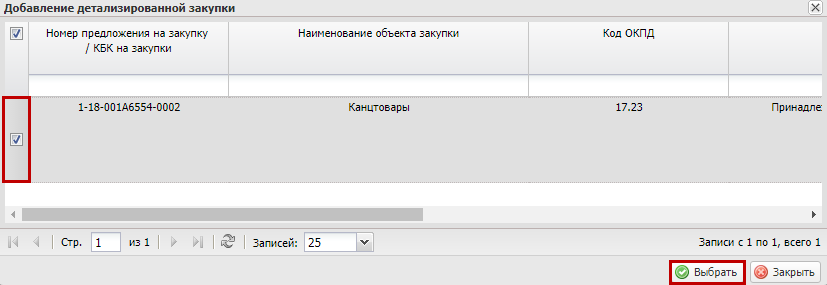 Добавление детализированной закупки
Номер предложения на закупку / КБК на закупки
Наименование объекта закупки
Код ОКПД
1-18-001А6554-0002
Канцтовары
17.23
Принадле
Стр. 1 из 1
Записей: 25
Записи с 1 по 1, всего 1
Выбрать
Закрыть